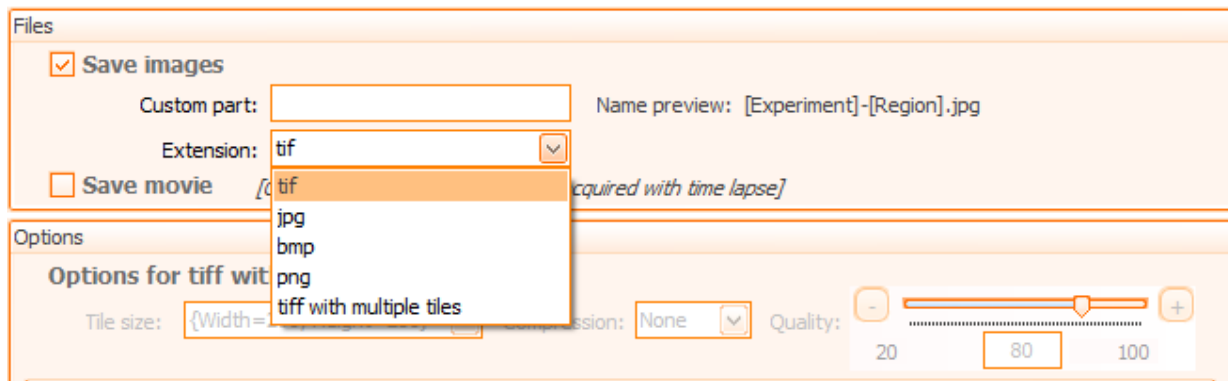 Files
Save images
Custom part:
Name preview: [Experiment]-[Region].jpg
Extension: tif
Save movie cquired with time lapse]
tif
jpg
bmp
png
tiff with multiple tiles
Options
Options for tiff wit
Tile size: {Width= Compression: None Quality: - +
20 80 100